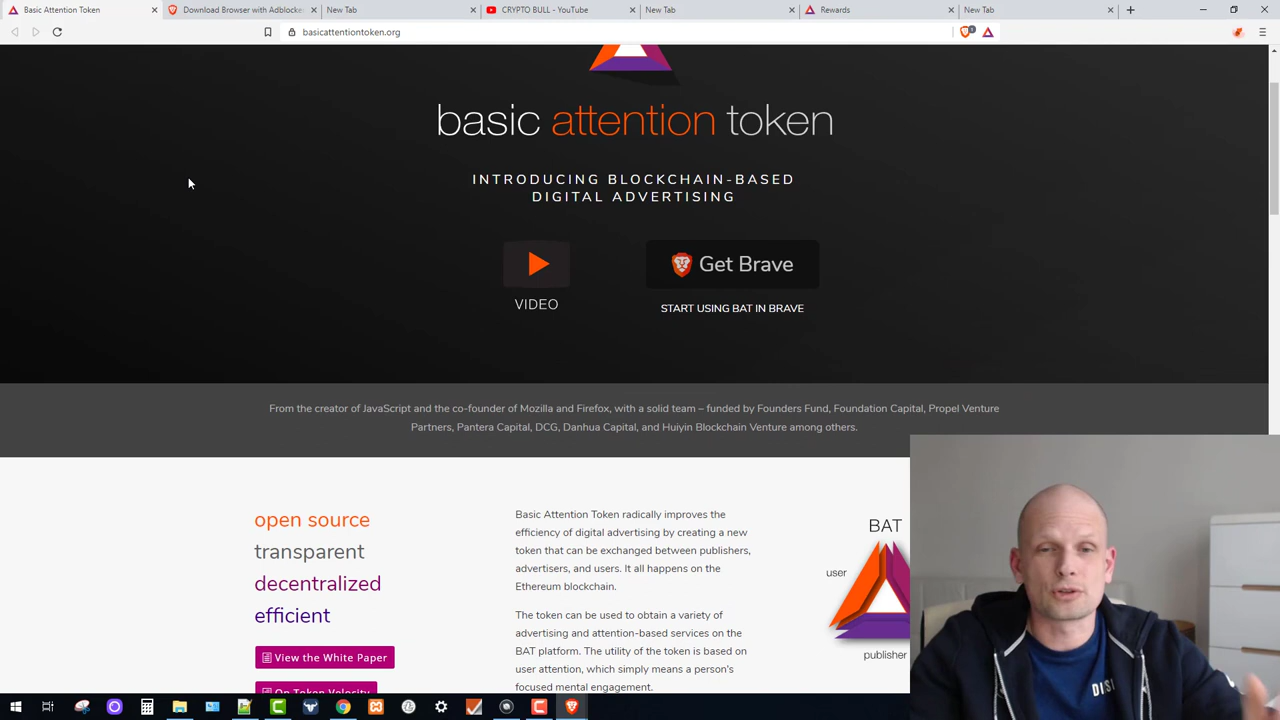 Basic Attention Token
Download Browser with Adblocke
New Tab
CRYPTO BULL - YouTube
New Tab
Rewards
New Tab
basicattentiontoken.org
basic attention token
INTRODUCING BLOCKCHAIN-BASED
DIGITAL ADVERTISING
VIDEO
Get Brave
START USING BAT IN BRAVE
From the creator of JavaScript and the co-founder of Mozilla and Firefox, with a solid team – funded by Founders Fund, Foundation Capital, Propel Venture
Partners, Pantera Capital, DCG, Danhua Capital, and Huiyin Blockchain Venture among others.
open source
transparent
decentralized
efficient
View the White Paper
On Token Velocity
Basic Attention Token radically improves the
efficiency of digital advertising by creating a new
token that can be exchanged between publishers,
advertisers, and users. It all happens on the
Ethereum blockchain.
The token can be used to obtain a variety of
advertising and attention-based services on the
BAT platform. The utility of the token is based on
user attention, which simply means a person's
focused mental engagement.
BAT
user
publisher